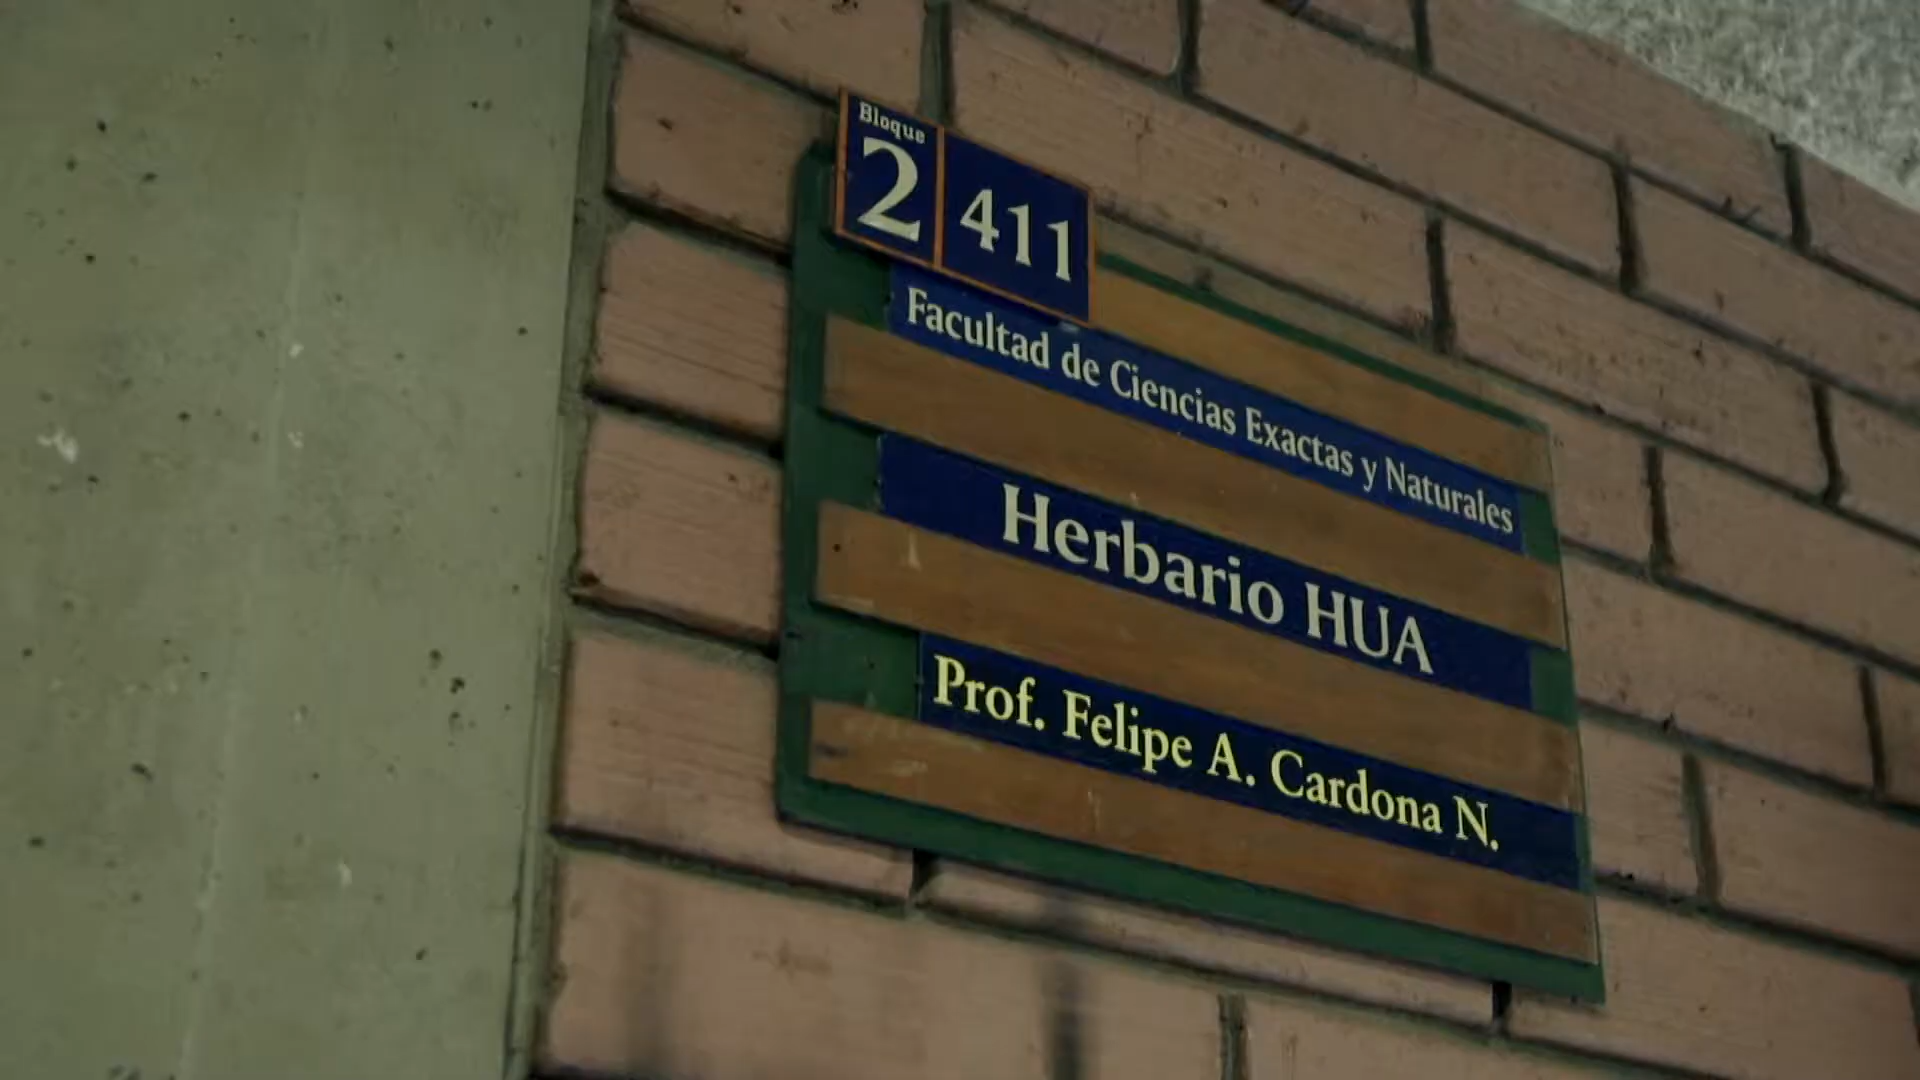 Bloque
2 411
Facultad de Ciencias Exactas y Naturales
Herbario HUA
Prof. Felipe A. Cardona N.